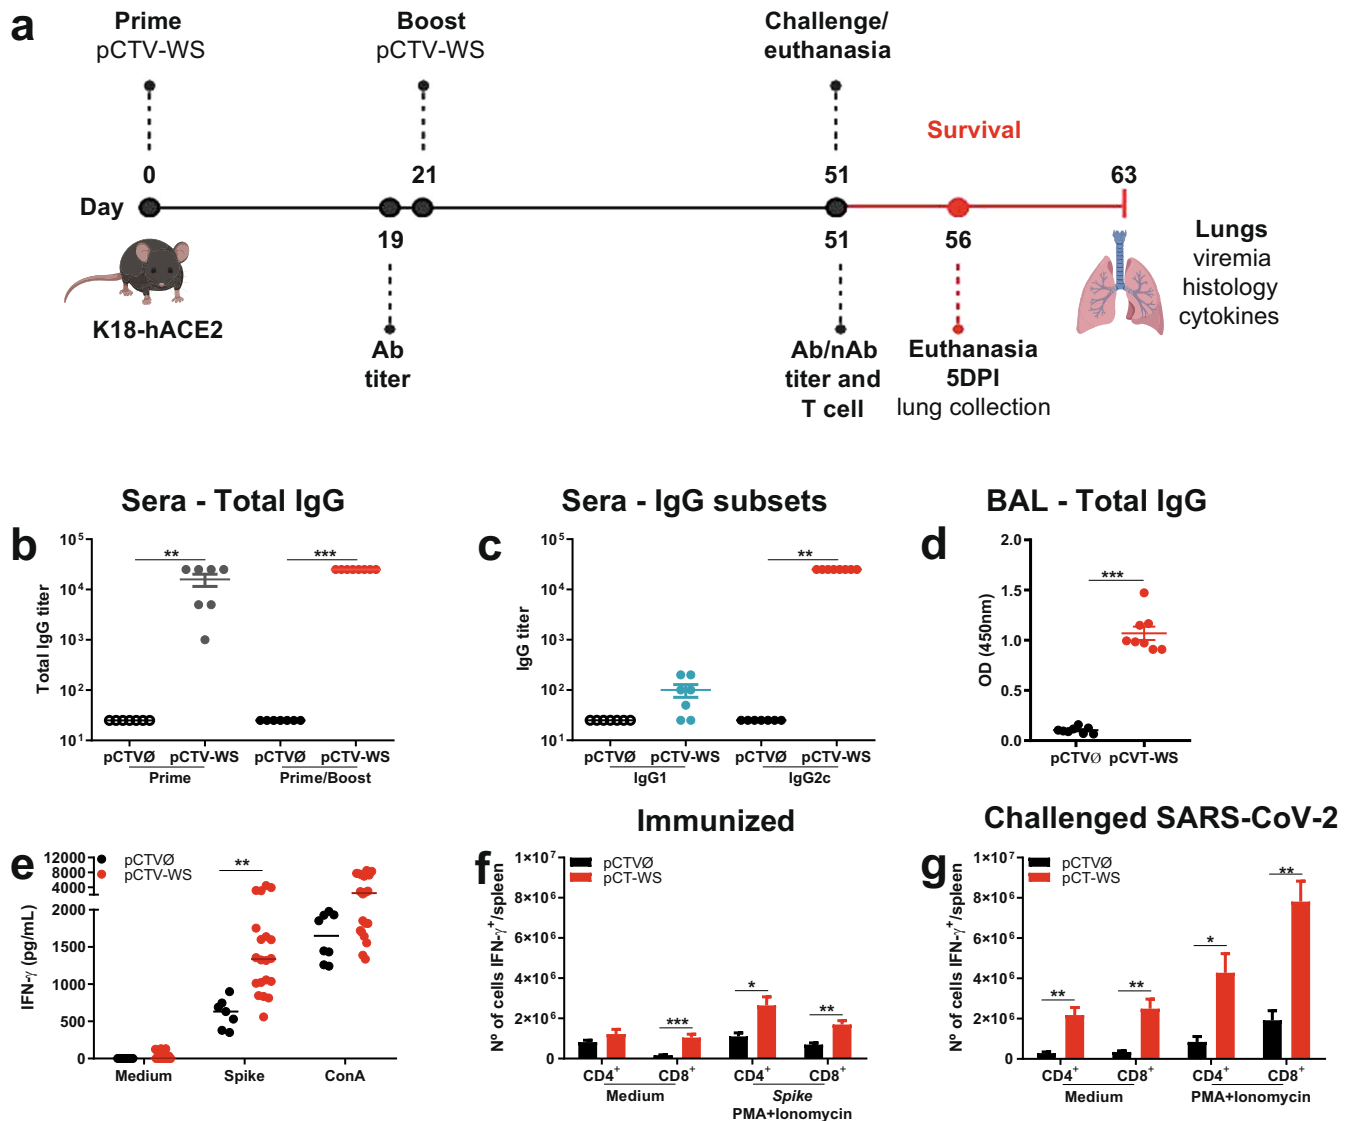 a
Prime
pCTV-WS
Boost
pCTV-WS
Challenge/
euthanasia
Survival
0
21
51
63
Day
19
51
56
K18-hACE2
Ab
titer
Ab/nAb
titer and
T cell
Euthanasia
5DPI
lung collection
Lungs
viremia
histology
cytokines
Sera - Total IgG
b
Total IgG titer
10⁵
10⁴
10³
10²
10¹
**
***
pCTVØ pCTV-WS pCTVØ pCTV-WS
Prime Prime/Boost
Sera - IgG subsets
c
IgG titer
10⁵
10⁴
10³
10²
10¹
**
pCTVØ pCTV-WS pCTVØ pCTV-WS
IgG1 IgG2c
BAL - Total IgG
d
OD (450nm)
2.0
1.5
1.0
0.5
0.0
***
pCTVØ pCVT-WS
e
IFN-γ (pg/mL)
12000
8000
4000
2000
1500
1000
500
0
pCTVØ
pCTV-WS
**
Medium Spike ConA
Immunized
f
Nº of cells IFN-γ⁺/spleen
1×10⁷
8×10⁶
6×10⁶
4×10⁶
2×10⁶
0
pCTVØ
pCT-WS
***
*
**
CD4⁺ CD8⁺ CD4⁺ CD8⁺
Medium Spike
PMA+Ionomycin
Challenged SARS-CoV-2
g
Nº of cells IFN-γ⁺/spleen
1×10⁷
8×10⁶
6×10⁶
4×10⁶
2×10⁶
0
pCTVØ
pCT-WS
**
**
*
**
CD4⁺ CD8⁺ CD4⁺ CD8⁺
Medium PMA+Ionomycin